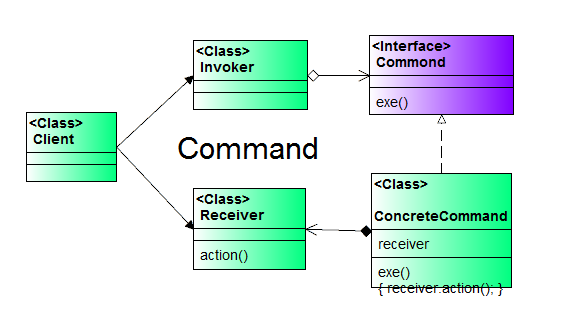 <Class>
Invoker
<Interface>
Commond
exe()
<Class>
Client
Command
<Class>
Receiver
action()
<Class>
ConcreteCommand
receiver
exe()
{ receiver.action(); }